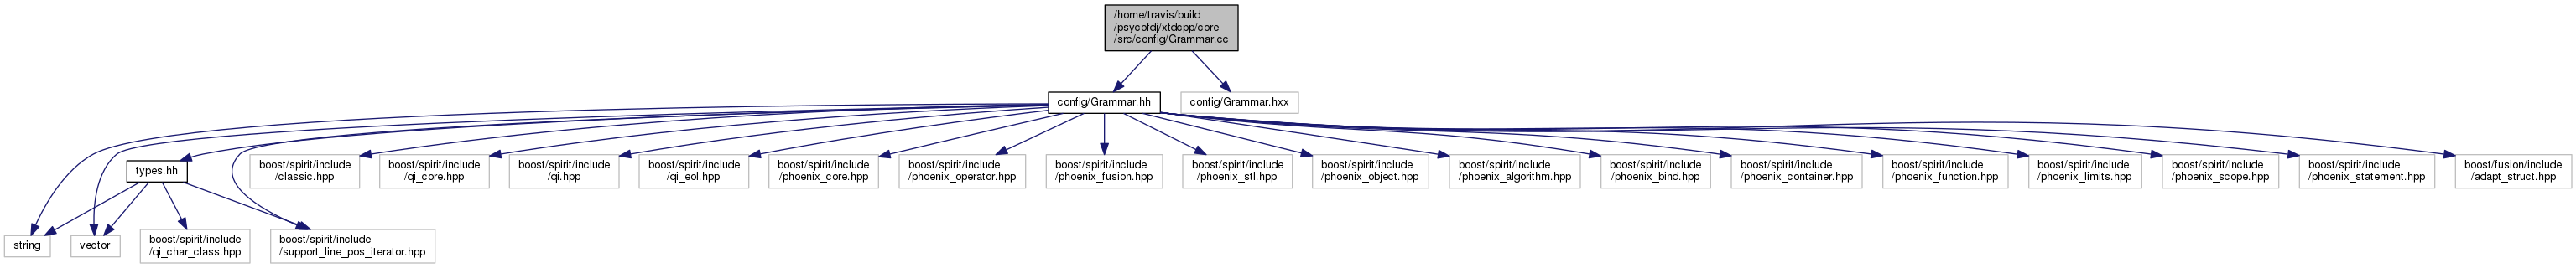 /home/travis/build
/psycofdj/xtdcpp/core
/src/config/Grammar.cc
config/Grammar.hh
config/Grammar.hxx
types.hh
boost/spirit/include
/classic.hpp
boost/spirit/include
/qi_core.hpp
boost/spirit/include
/qi.hpp
boost/spirit/include
/qi_eol.hpp
boost/spirit/include
/phoenix_core.hpp
boost/spirit/include
/phoenix_operator.hpp
boost/spirit/include
/phoenix_fusion.hpp
boost/spirit/include
/phoenix_stl.hpp
boost/spirit/include
/phoenix_object.hpp
boost/spirit/include
/phoenix_algorithm.hpp
boost/spirit/include
/phoenix_bind.hpp
boost/spirit/include
/phoenix_container.hpp
boost/spirit/include
/phoenix_function.hpp
boost/spirit/include
/phoenix_limits.hpp
boost/spirit/include
/phoenix_scope.hpp
boost/spirit/include
/phoenix_statement.hpp
boost/fusion/include
/adapt_struct.hpp
string
vector
boost/spirit/include
/qi_char_class.hpp
boost/spirit/include
/support_line_pos_iterator.hpp